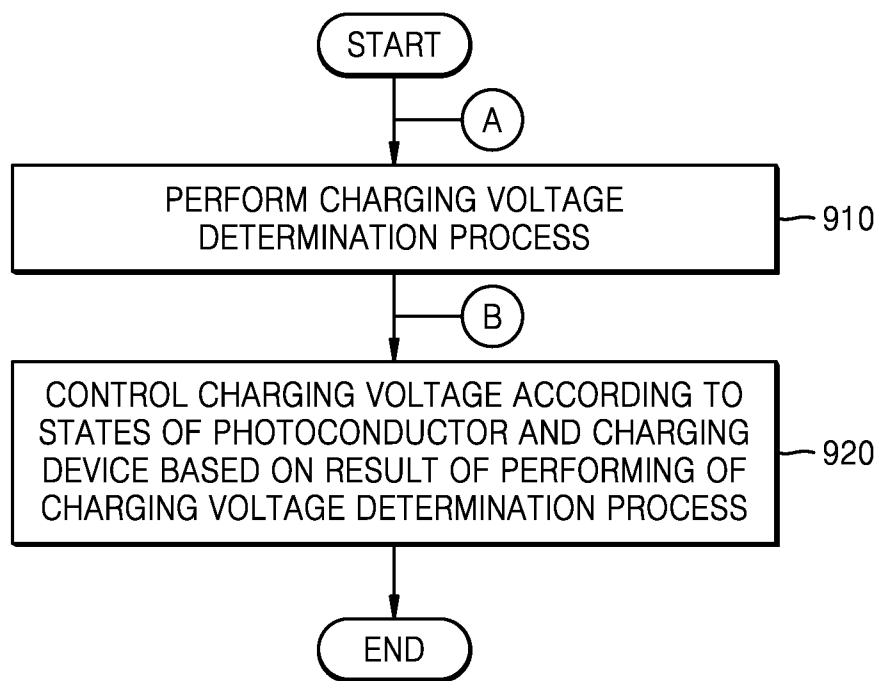 START
A
PERFORM CHARGING VOLTAGE
DETERMINATION PROCESS
910
B
CONTROL CHARGING VOLTAGE ACCORDING TO
STATES OF PHOTOCONDUCTOR AND CHARGING
DEVICE BASED ON RESULT OF PERFORMING OF
CHARGING VOLTAGE DETERMINATION PROCESS
920
END